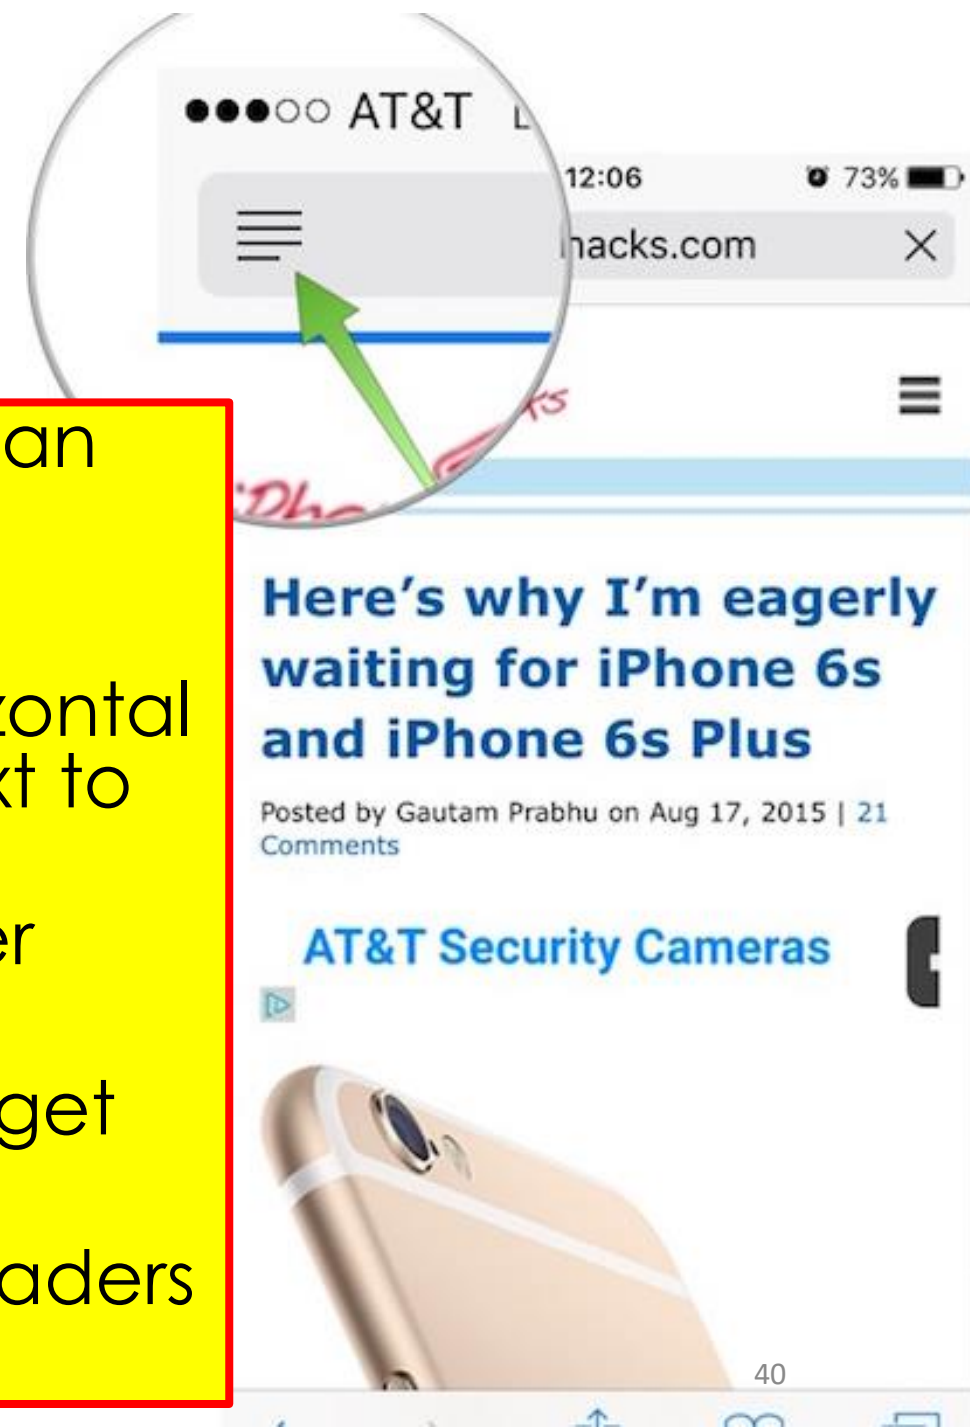 AT&T
12:06
73%
hacks.com
an
zontal
xt to
er
get
aders
Here's why I'm eagerly
waiting for iPhone 6s
and iPhone 6s Plus
Posted by Gautam Prabhu on Aug 17, 2015 | 21
Comments
AT&T Security Cameras
40